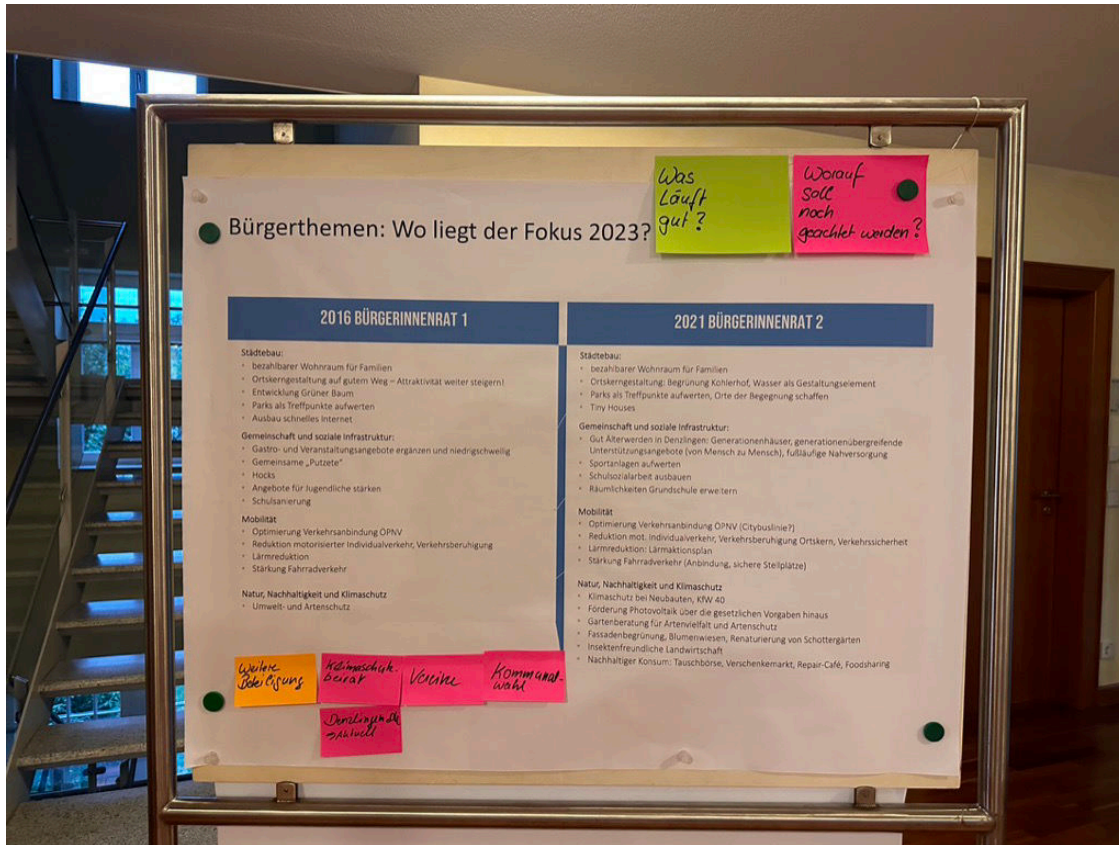 Was
Läuft
gut?
Worauf
soll
noch
geachtet werden?
Bürgerthemen: Wo liegt der Fokus 2023?
2016 BÜRGERINNENRAT 1
Städtebau:
• bezahlbarer Wohnraum für Familien
• Ortskerngestaltung auf gutem Weg – Attraktivität weiter steigern!
• Entwicklung Grüner Baum
• Parks als Treffpunkte aufwerten
• Ausbau schnelles Internet
Gemeinschaft und soziale Infrastruktur:
• Gastro- und Veranstaltungsangebote ergänzen und niedrigschwellig
• Gemeinsame „Putzete“
• Hocks
• Angebote für Jugendliche stärken
• Schulsanierung
Mobilität
• Optimierung Verkehrsanbindung ÖPNV
• Reduktion motorisierter Individualverkehr, Verkehrsberuhigung
• Lärmreduktion
• Stärkung Fahrradverkehr
Natur, Nachhaltigkeit und Klimaschutz
• Umwelt- und Artenschutz
2021 BÜRGERINNENRAT 2
Städtebau:
• bezahlbarer Wohnraum für Familien
• Ortskerngestaltung: Begrünung Kohlerhof, Wasser als Gestaltungselement
• Parks als Treffpunkte aufwerten, Orte der Begegnung schaffen
• Tiny Houses
Gemeinschaft und soziale Infrastruktur:
• Gut Älterwerden in Denzlingen: Generationenhäuser, generationenübergreifende
Unterstützungsangebote (von Mensch zu Mensch), fußläufige Nahversorgung
• Sportanlagen aufwerten
• Schulsozialarbeit ausbauen
• Räumlichkeiten Grundschule erweitern
Mobilität
• Optimierung Verkehrsanbindung ÖPNV (Citybuslinie?)
• Reduktion mot. Individualverkehr, Verkehrsberuhigung Ortskern, Verkehrssicherheit
• Lärmreduktion: Lärmaktionsplan
• Stärkung Fahrradverkehr (Anbindung, sichere Stellplätze)
Natur, Nachhaltigkeit und Klimaschutz
• Klimaschutz bei Neubauten, KfW 40
• Förderung Photovoltaik über die gesetzlichen Vorgaben hinaus
• Gartenberatung für Artenvielfalt und Artenschutz
• Fassadenbegrünung, Blumenwiesen, Renaturierung von Schottergärten
• Insektenfreundliche Landwirtschaft
• Nachhaltiger Konsum: Tauschbörse, Verschenkemarkt, Repair-Café, Foodsharing
Weitere
Beteiligung
Klimaschutz-
beirat
Vereine
Kommunal-
wahl
Denzlingen
→ Aktuell